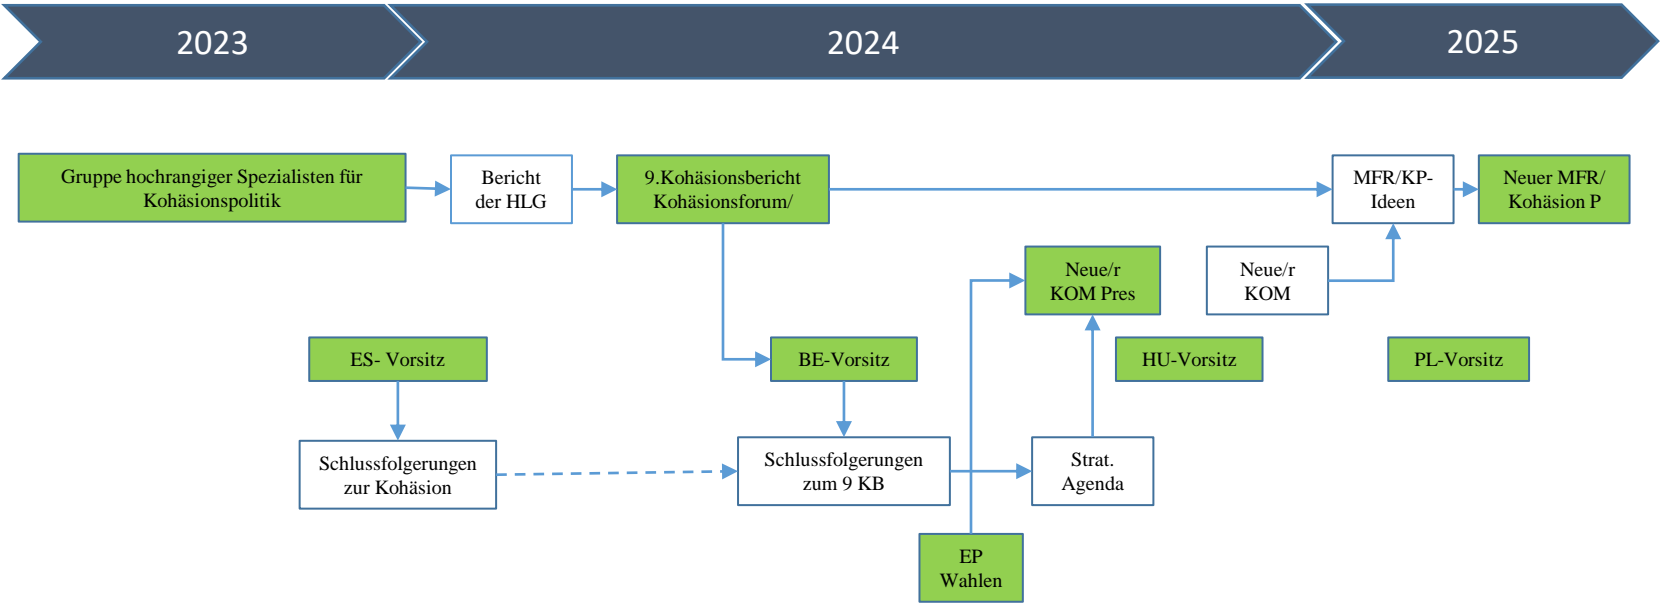 2023
2024
2025
Gruppe hochrangiger Spezialisten für
Kohäsionspolitik
Bericht
der HLG
9.Kohäsionsbericht
Kohäsionsforum/
MFR/KP-
Ideen
Neuer MFR/
Kohäsion P
Neue/r
KOM Pres
Neue/r
KOM
ES- Vorsitz
BE-Vorsitz
HU-Vorsitz
PL-Vorsitz
Schlussfolgerungen
zur Kohäsion
Schlussfolgerungen
zum 9 KB
Strat.
Agenda
EP
Wahlen